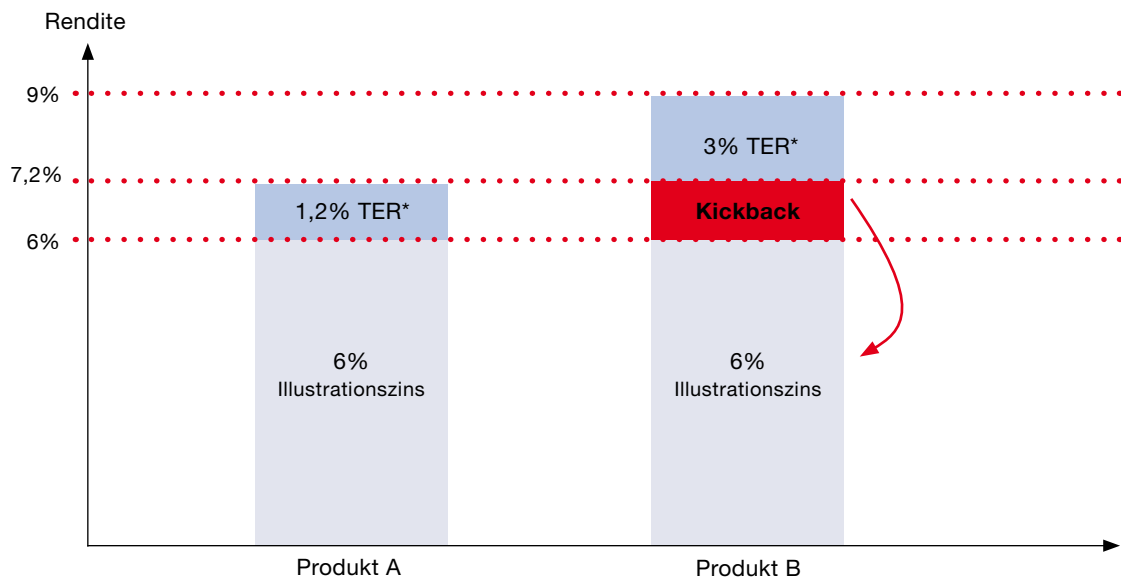 Rendite
9%
3% TER*
7,2%
1,2% TER*
Kickback
6%
6%
Illustrationszins
6%
Illustrationszins
Produkt A
Produkt B